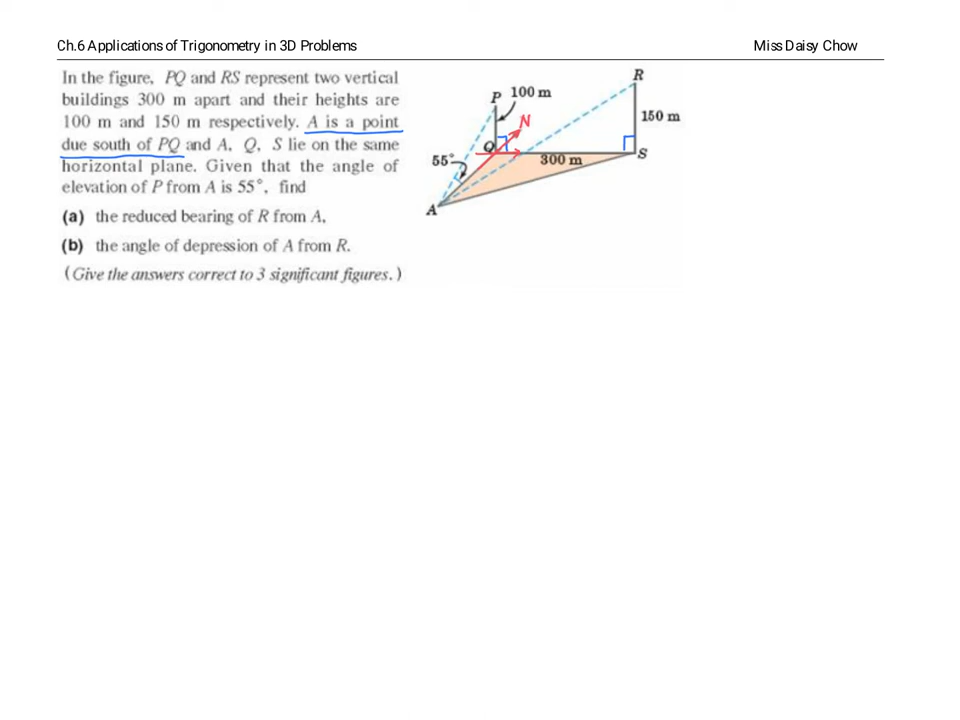 Ch.6 Applications of Trigonometry in 3D Problems
Miss Daisy Chow
In the figure, PQ and RS represent two vertical
buildings 300 m apart and their heights are
100 m and 150 m respectively. A is a point
due south of PQ and A, Q, S lie on the same
horizontal plane. Given that the angle of
elevation of P from A is 55°, find
(a) the reduced bearing of R from A,
(b) the angle of depression of A from R.
(Give the answers correct to 3 significant figures.)
R
P 100 m
150 m
N
Q
S
55°
300 m
A